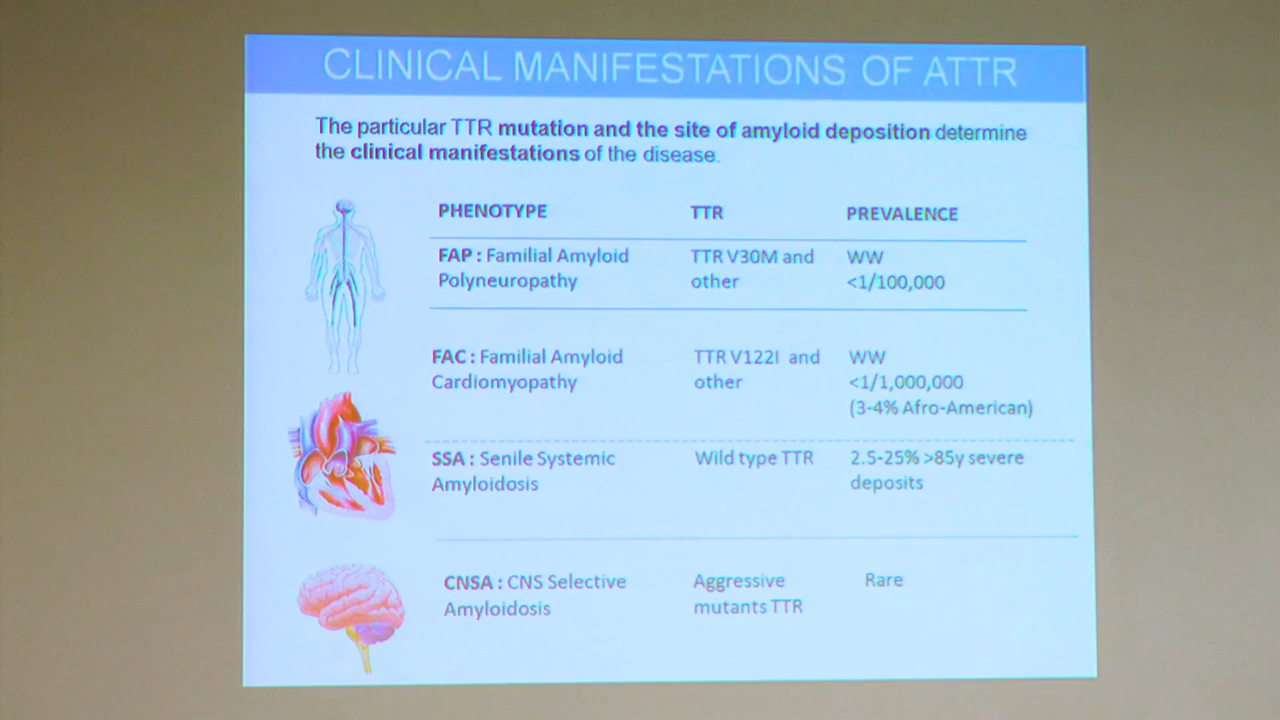 CLINICAL MANIFESTATIONS OF ATTR
The particular TTR mutation and the site of amyloid deposition determine
the clinical manifestations of the disease.
PHENOTYPE TTR PREVALENCE
FAP : Familial Amyloid TTR V30M and WW
Polyneuropathy other <1/100,000
FAC : Familial Amyloid TTR V122I and WW
Cardiomyopathy other <1/1,000,000
(3-4% Afro-American)
SSA : Senile Systemic Wild type TTR 2.5-25% >85y severe
Amyloidosis deposits
CNSA : CNS Selective Aggressive Rare
Amyloidosis mutants TTR